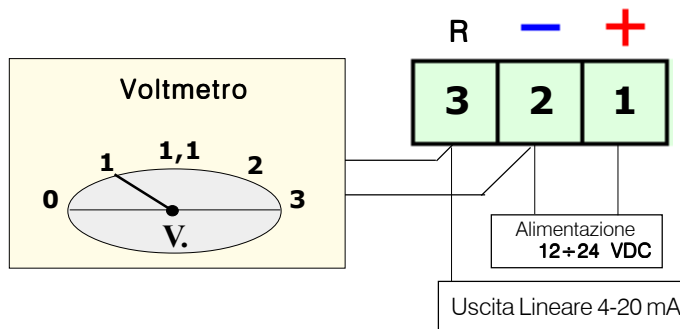 R − +
3 2 1
Voltmetro
0 1 1,1 2 3
V.
Alimentazione
12÷24 VDC
Uscita Lineare 4-20 mA